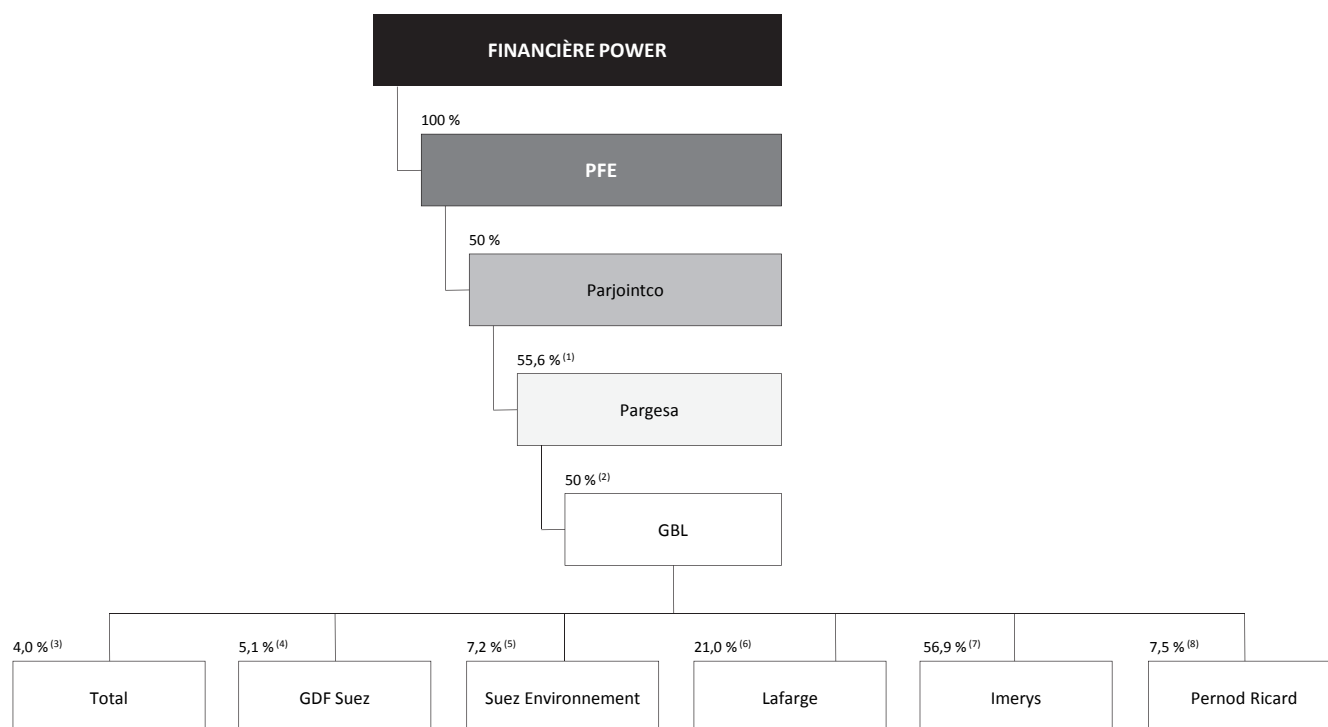 FINANCIÈRE POWER
100 %
PFE
50 %
Parjointco
55,6 % (1)
Pargesa
50 % (2)
GBL
4,0 % (3)
5,1 % (4)
7,2 % (5)
21,0 % (6)
56,9 % (7)
7,5 % (8)
Total
GDF Suez
Suez Environnement
Lafarge
Imerys
Pernod Ricard